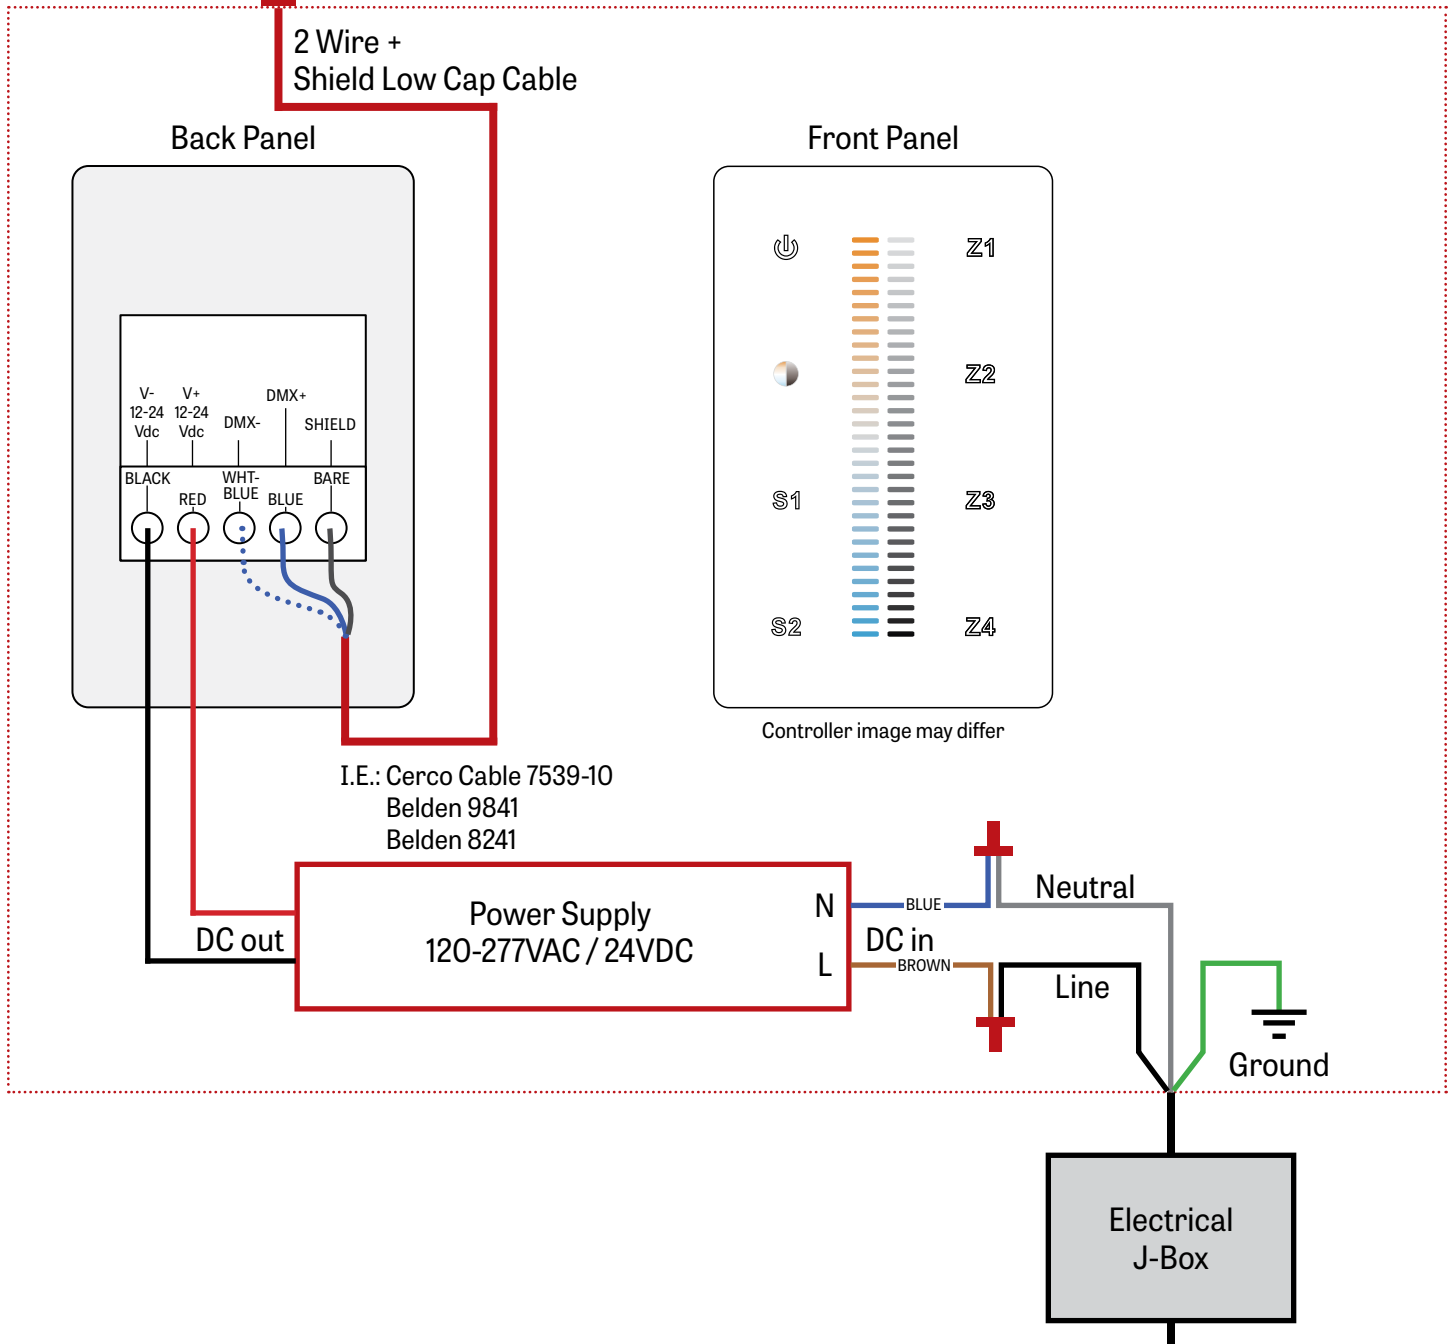 2 Wire +
Shield Low Cap Cable
Back Panel
Front Panel
V-
12-24
Vdc
V+
12-24
Vdc
DMX-
DMX+
SHIELD
BLACK
RED
WHT-
BLUE
BLUE
BARE
Z1
Z2
S1
Z3
S2
Z4
Controller image may differ
I.E.: Cerco Cable 7539-10
Belden 9841
Belden 8241
Power Supply
120-277VAC / 24VDC
DC out
N
L
BLUE
DC in
BROWN
Neutral
Line
Ground
Electrical
J-Box